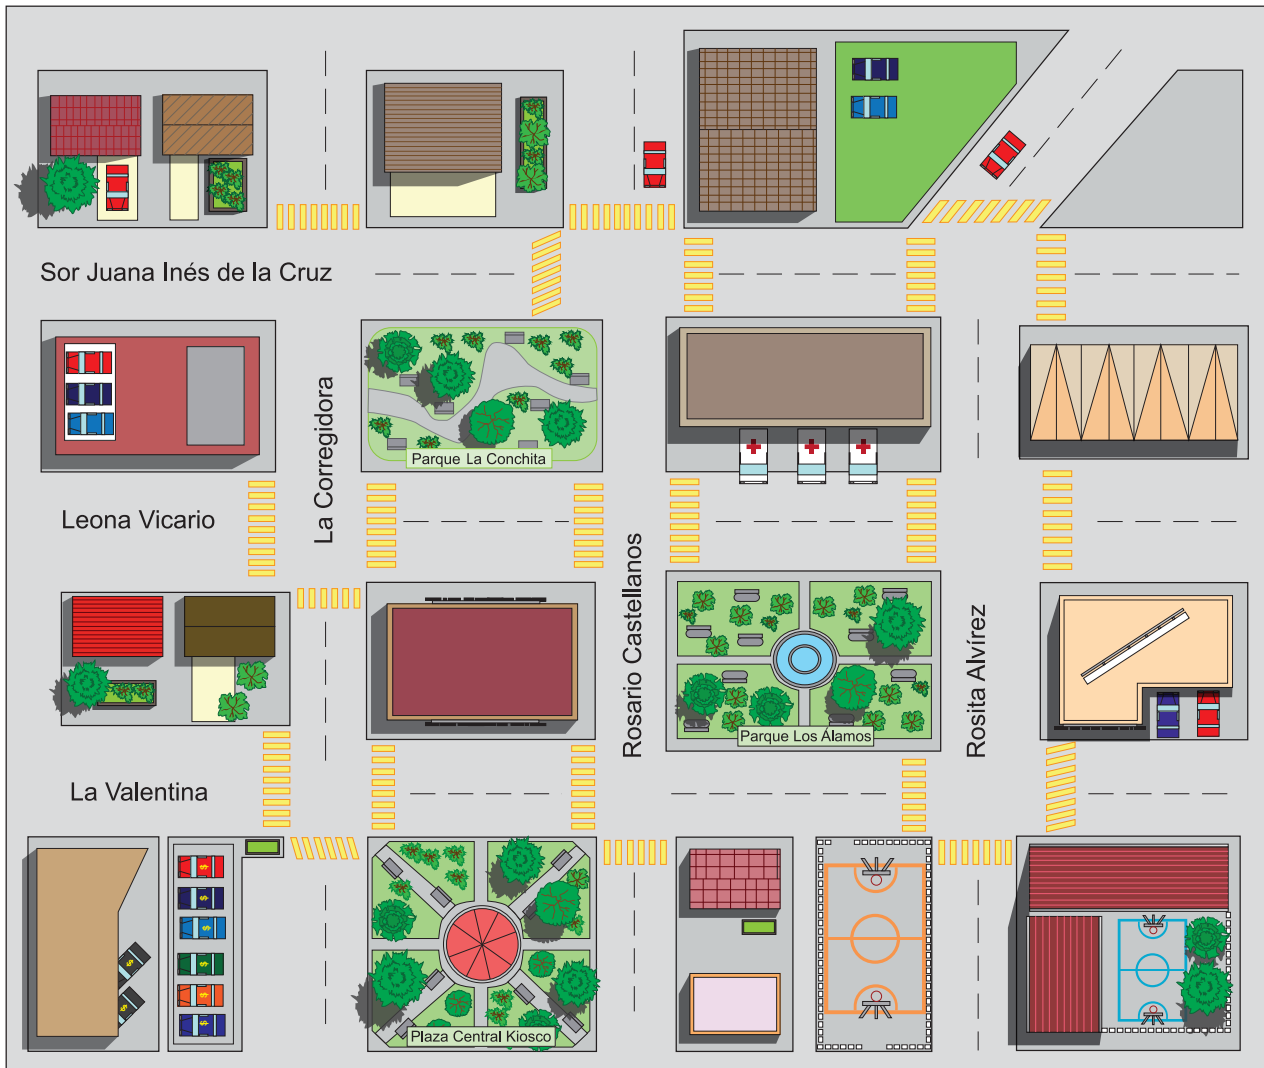 Sor Juana Inés de la Cruz
La Corregidora
Parque La Conchita
Leona Vicario
Rosario Castellanos
Rosita Alvírez
Parque Los Álamos
La Valentina
$
$
$
$
$
$
$
$
Plaza Central Kiosco